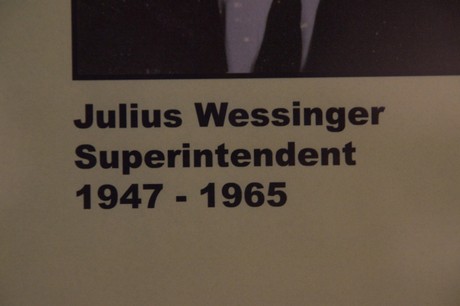 Julius Wessinger
Superintendent
1947 - 1965